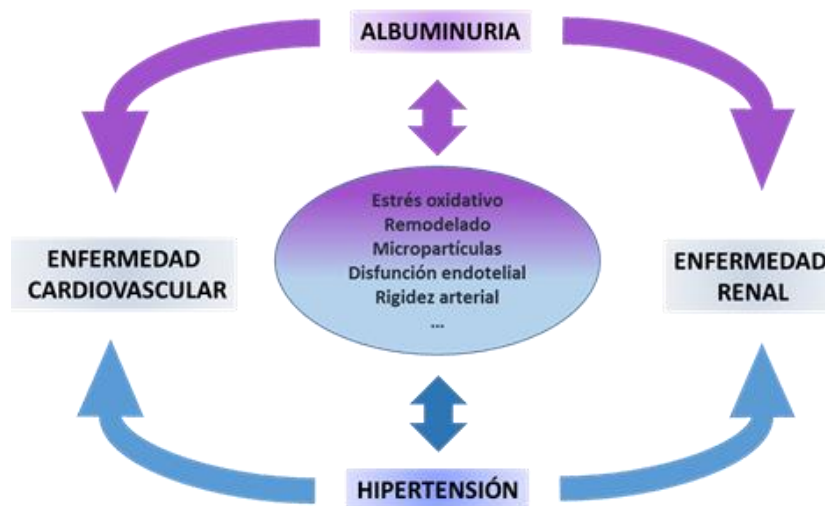 ALBUMINURIA
Estrés oxidativo
Remodelado
Micropartículas
Disfunción endotelial
Rigidez arterial
...
ENFERMEDAD
CARDIOVASCULAR
ENFERMEDAD
RENAL
HIPERTENSIÓN